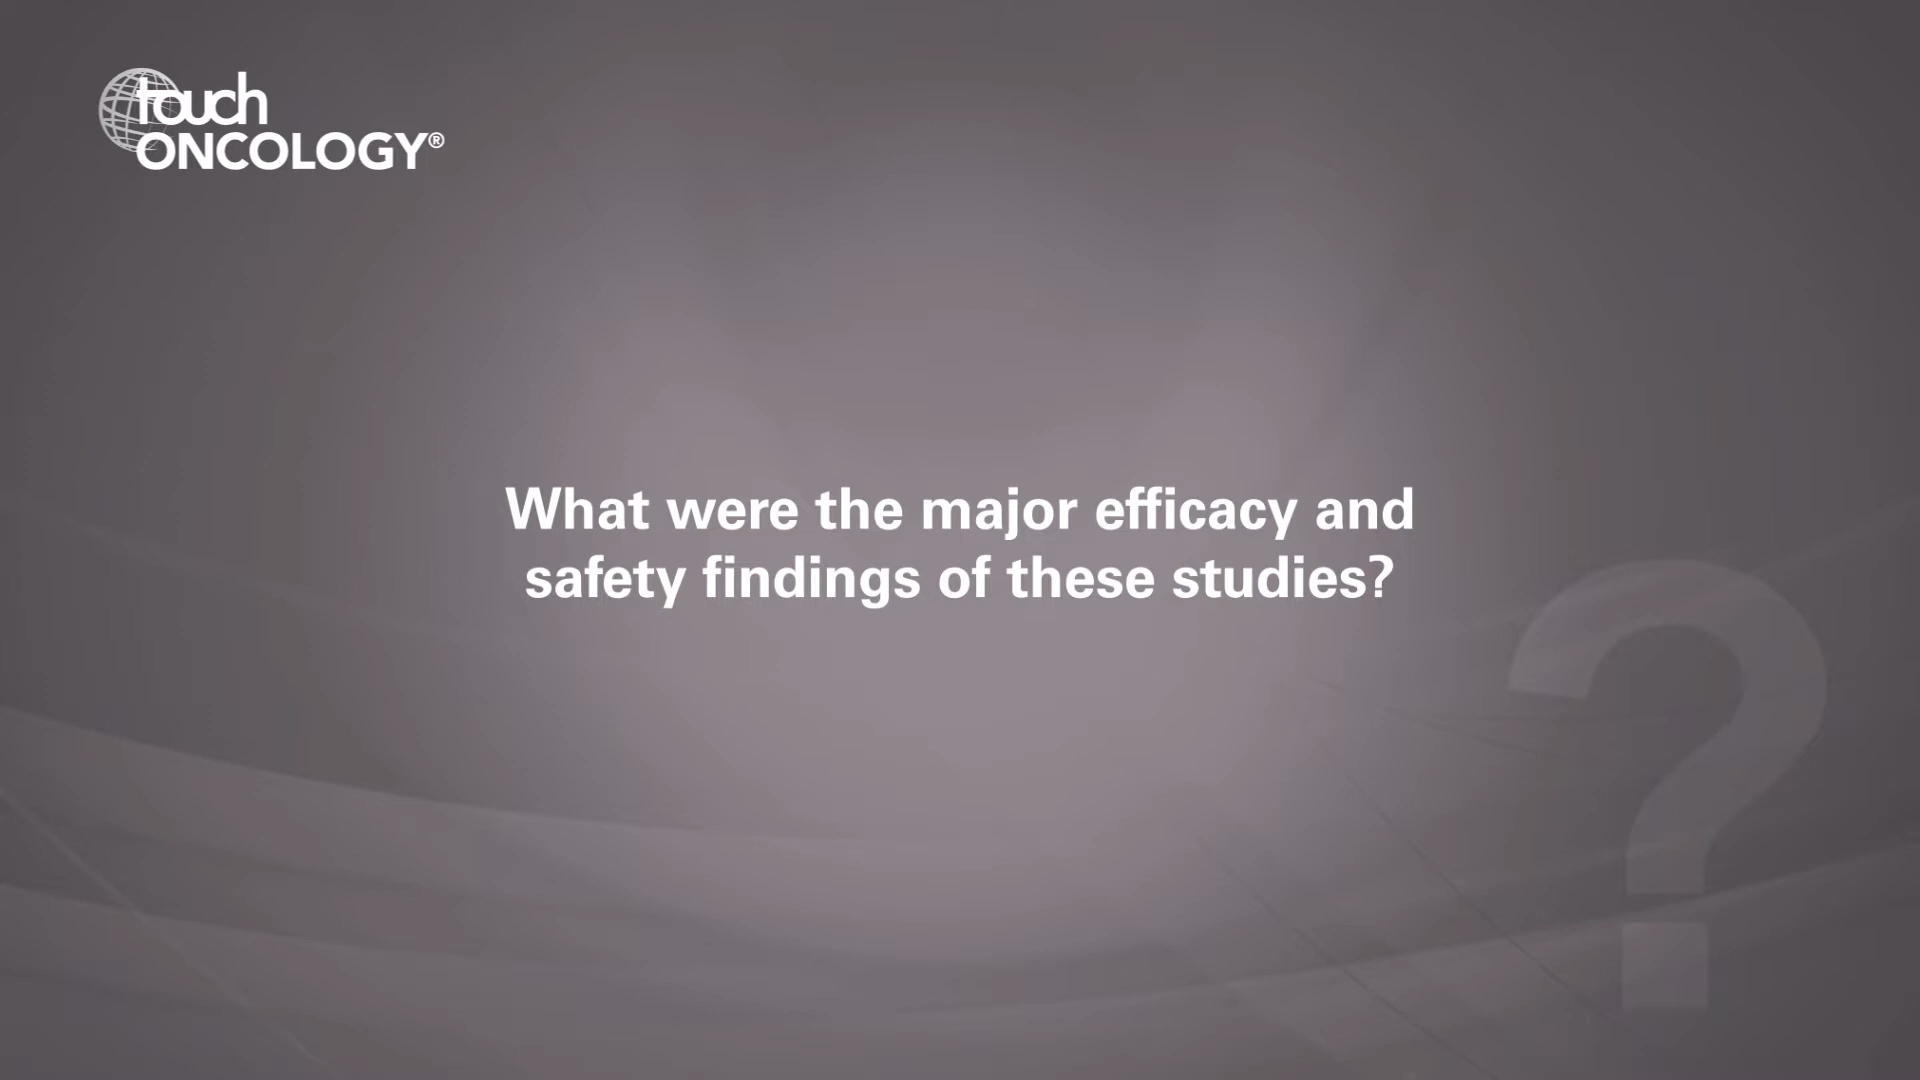 touch
ONCOLOGY®
What were the major efficacy and
safety findings of these studies?
?